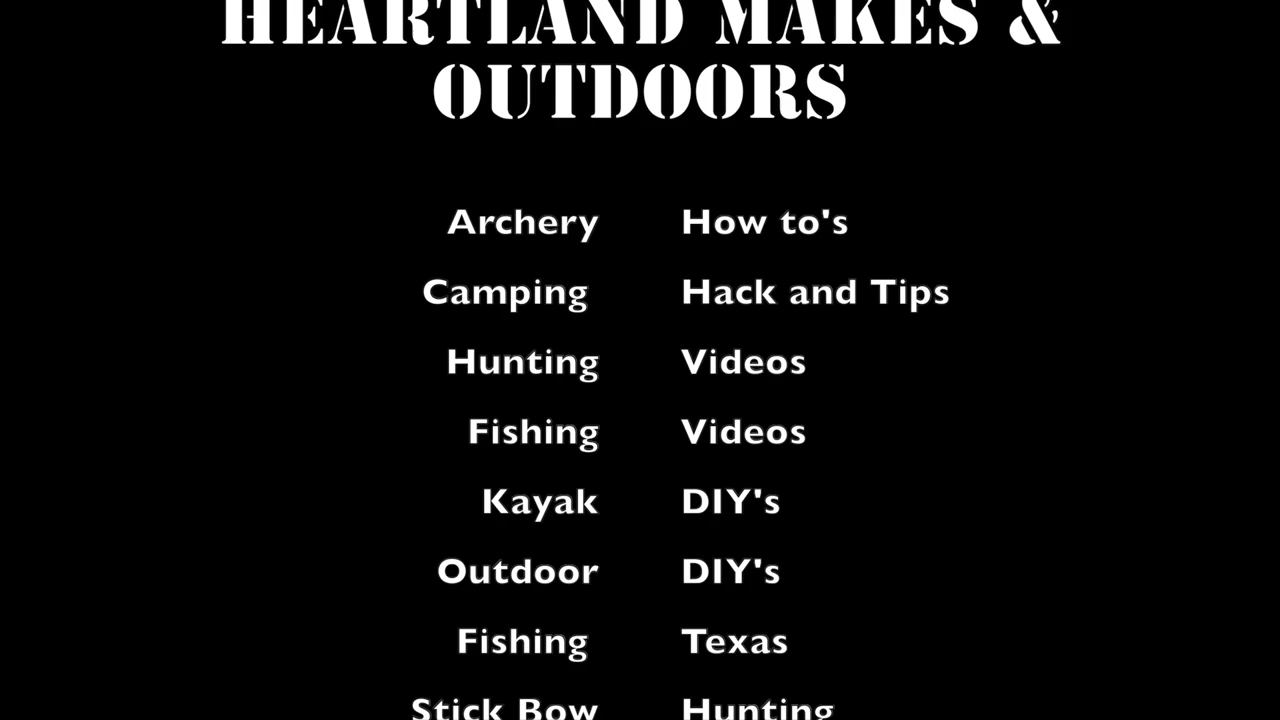 HEARTLAND MAKES &
OUTDOORS
Archery How to's
Camping Hack and Tips
Hunting Videos
Fishing Videos
Kayak DIY's
Outdoor DIY's
Fishing Texas
Stick Bow Hunting